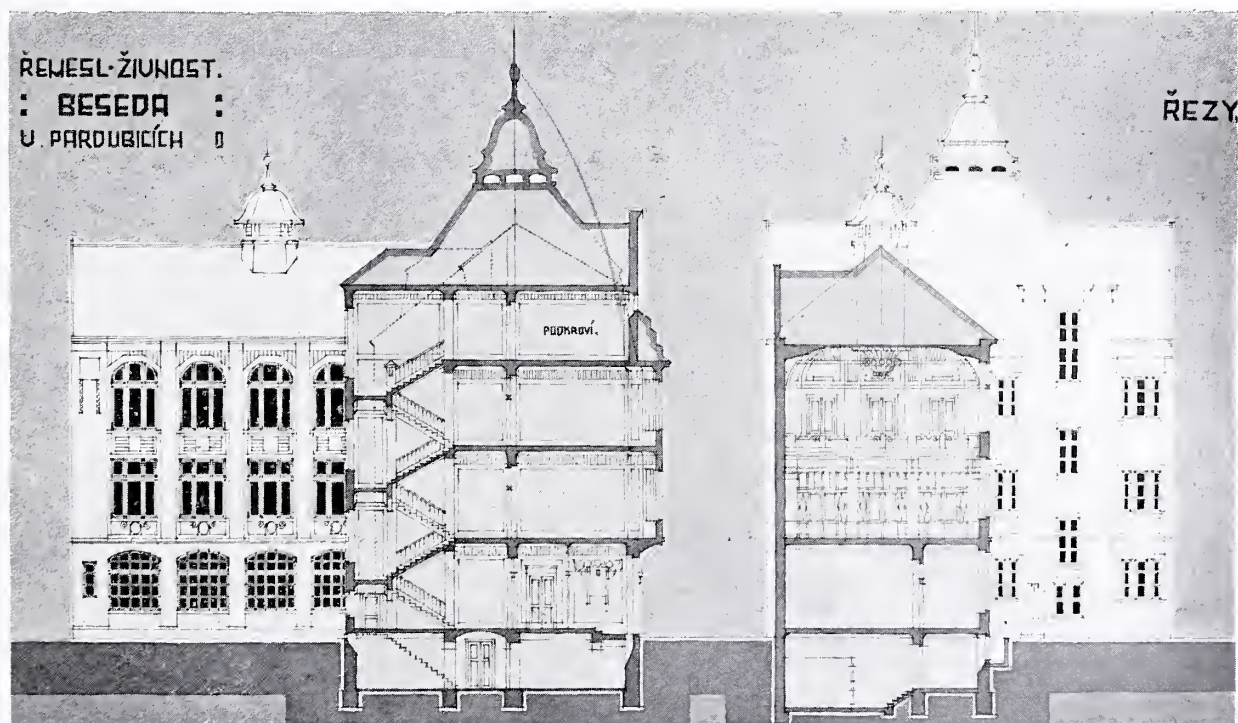 ŘEMESL·ŽIVNOST.
: BESEDA :
V PARDUBICÍCH
ŘEZY.
PODKROVÍ.